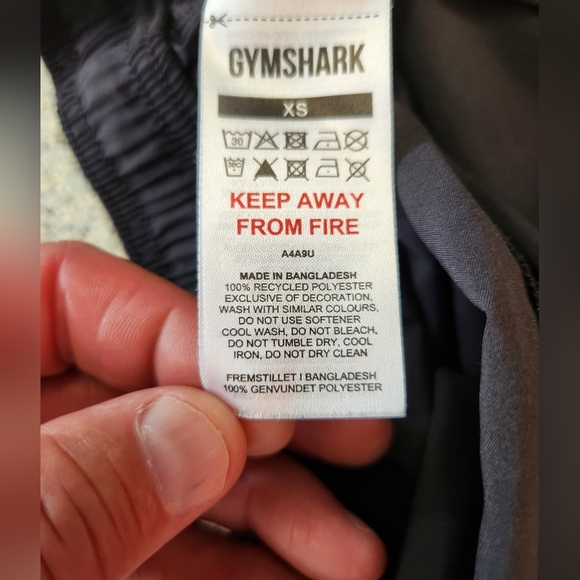 GYMSHARK
XS
30
30C
KEEP AWAY
FROM FIRE
A4A9U
MADE IN BANGLADESH
100% RECYCLED POLYESTER
EXCLUSIVE OF DECORATION,
WASH WITH SIMILAR COLOURS,
DO NOT USE SOFTENER
COOL WASH, DO NOT BLEACH,
DO NOT TUMBLE DRY, COOL
IRON, DO NOT DRY CLEAN
FREMSTILLET I BANGLADESH
100% GENVUNDET POLYESTER